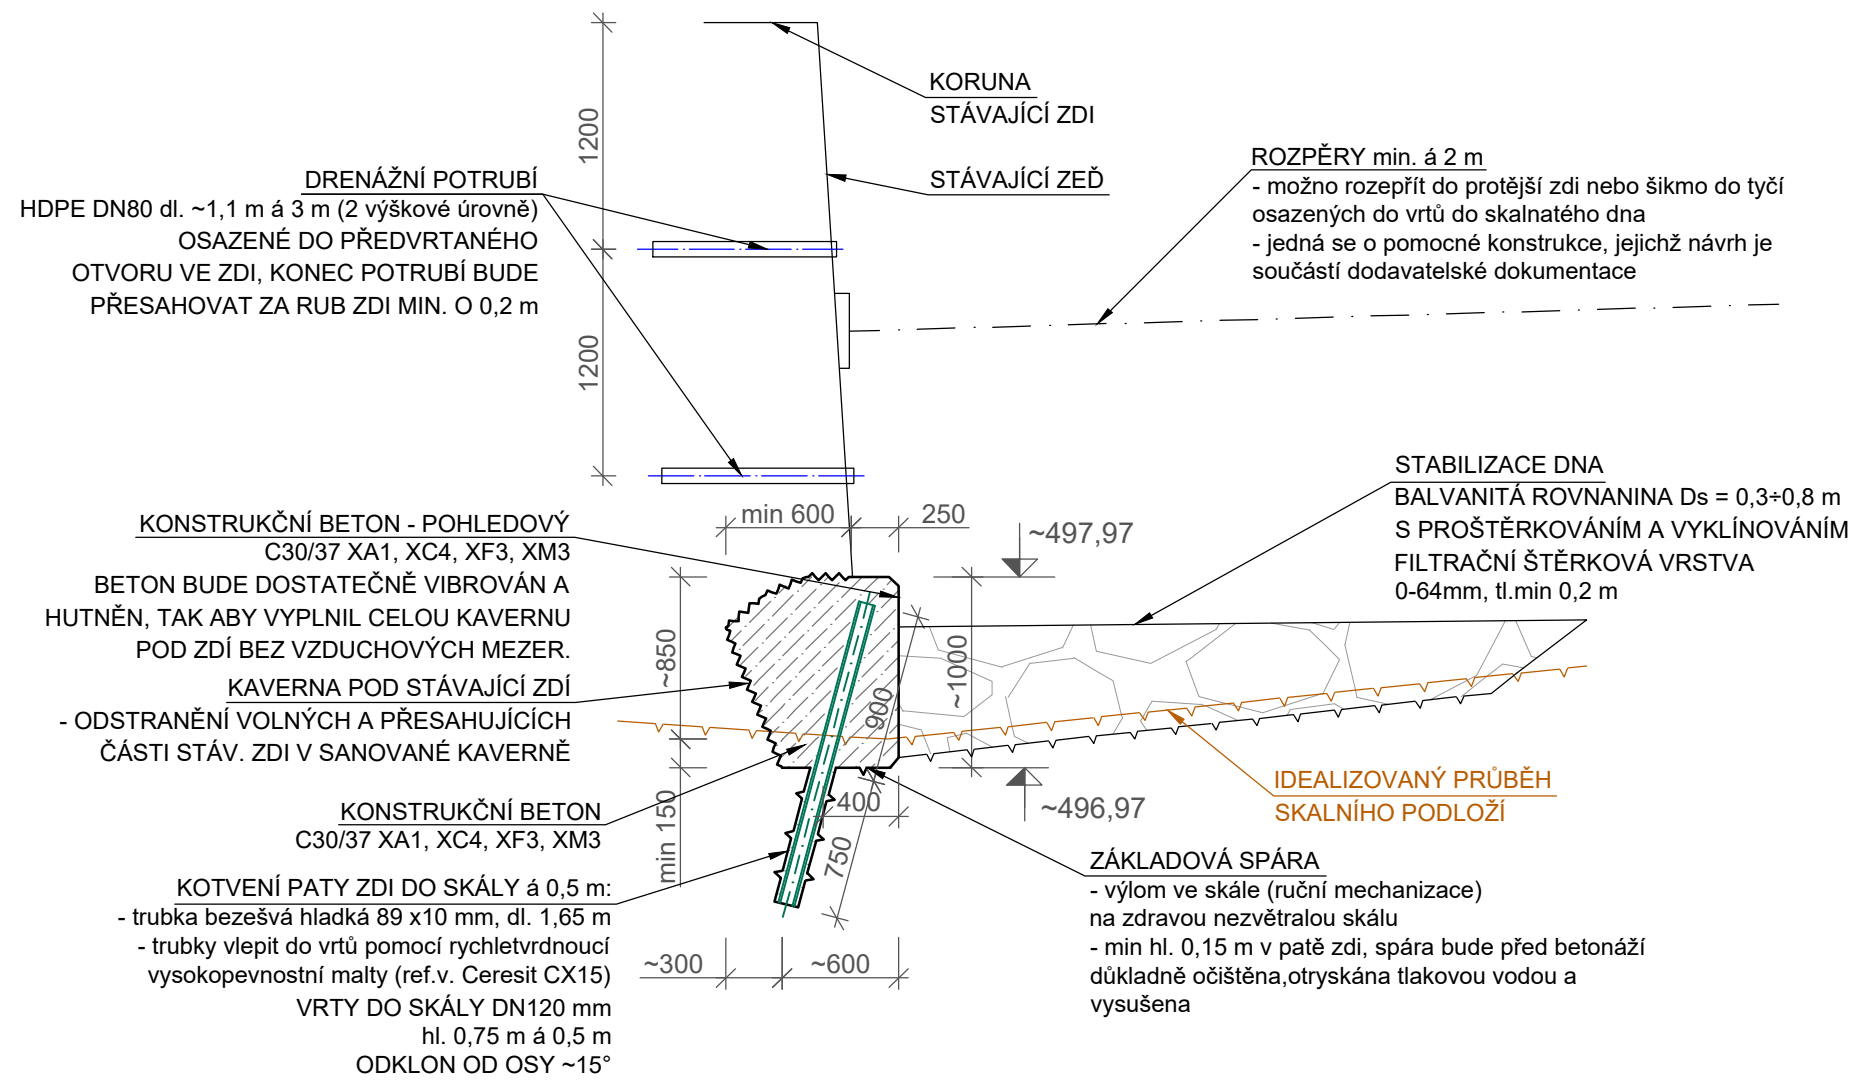 KORUNA
STÁVAJÍCÍ ZDI
1200
ROZPĚRY min. á 2 m
- možno rozepřít do protější zdi nebo šikmo do tyčí
osazených do vrtů do skalnatého dna
- jedná se o pomocné konstrukce, jejichž návrh je
součástí dodavatelské dokumentace
DRENÁŽNÍ POTRUBÍ
HDPE DN80 dl. ~1,1 m á 3 m (2 výškové úrovně)
OSAZENÉ DO PŘEDVRTANÉHO
OTVORU VE ZDI, KONEC POTRUBÍ BUDE
PŘESAHOVAT ZA RUB ZDI MIN. O 0,2 m
STÁVAJÍCÍ ZEĎ
1200
STABILIZACE DNA
BALVANITÁ ROVNANINA Ds = 0,3÷0,8 m
S PROŠTĚRKOVÁNÍM A VYKLÍNOVÁNÍM
FILTRAČNÍ ŠTĚRKOVÁ VRSTVA
0-64mm, tl.min 0,2 m
min 600
250
~497,97
KONSTRUKČNÍ BETON - POHLEDOVÝ
C30/37 XA1, XC4, XF3, XM3
BETON BUDE DOSTATEČNĚ VIBROVÁN A
HUTNĚN, TAK ABY VYPLNIL CELOU KAVERNU
POD ZDÍ BEZ VZDUCHOVÝCH MEZER.
KAVERNA POD STÁVAJÍCÍ ZDÍ
- ODSTRANĚNÍ VOLNÝCH A PŘESAHUJÍCÍCH
ČÁSTI STÁV. ZDI V SANOVANÉ KAVERNĚ
~850
900
~1000
IDEALIZOVANÝ PRŮBĚH
SKALNÍHO PODLOŽÍ
KONSTRUKČNÍ BETON
C30/37 XA1, XC4, XF3, XM3
min 150
400
~496,97
750
ZÁKLADOVÁ SPÁRA
- výlom ve skále (ruční mechanizace)
na zdravou nezvětralou skálu
- min hl. 0,15 m v patě zdi, spára bude před betonáží
důkladně očištěna,otryskána tlakovou vodou a
vysušena
KOTVENÍ PATY ZDI DO SKÁLY á 0,5 m:
- trubka bezešvá hladká 89 x10 mm, dl. 1,65 m
- trubky vlepit do vrtů pomocí rychletvrdnoucí
vysokopevnostní malty (ref.v. Ceresit CX15)
VRTY DO SKÁLY DN120 mm
hl. 0,75 m á 0,5 m
ODKLON OD OSY ~15°
~300
~600